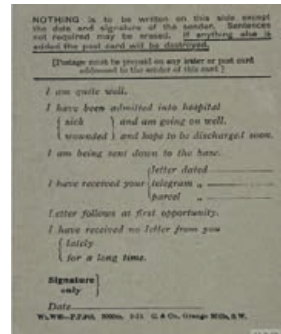 NOTHING is to be written on this side except
the date and signature of the sender. Sentences
not required may be erased. If anything else is
added the post card will be destroyed.
[Postage must be prepaid on any letter or post card
addressed to the sender of this card.]
I am quite well.
I have been admitted into hospital
{ sick } and am going on well.
{ wounded } and hope to be discharged soon.
I am being sent down to the base.
I have received your { letter dated
telegram „
parcel „
Letter follows at first opportunity.
I have received no letter from you
{ lately
{ for a long time.
Signature
only }
Date